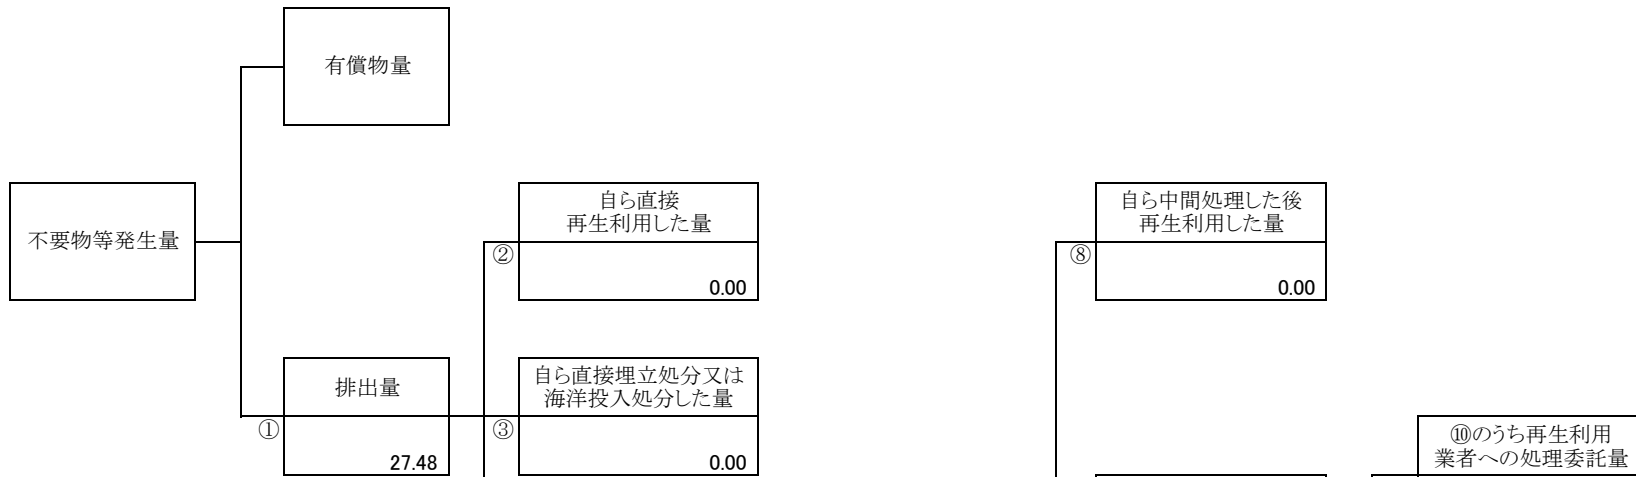 有償物量
不要物等発生量
自ら直接
再生利用した量
②
0.00
自ら中間処理した後
再生利用した量
⑧
0.00
排出量
①
27.48
自ら直接埋立処分又は
海洋投入処分した量
③
0.00
⑩のうち再生利用
業者への処理委託量